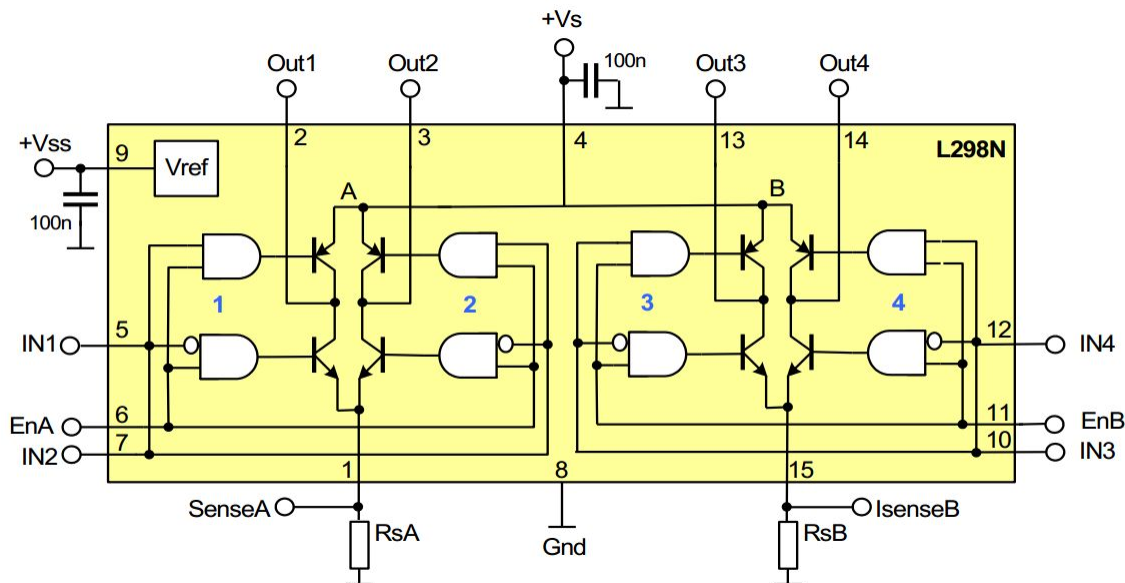 +Vs
100n
Out1
Out2
Out3
Out4
+Vss
9
Vref
2
3
4
13
14
L298N
100n
A
B
1
2
3
4
IN1
5
12
IN4
EnA
6
11
EnB
IN2
7
10
IN3
1
8
15
SenseA
IsenseB
RsA
Gnd
RsB